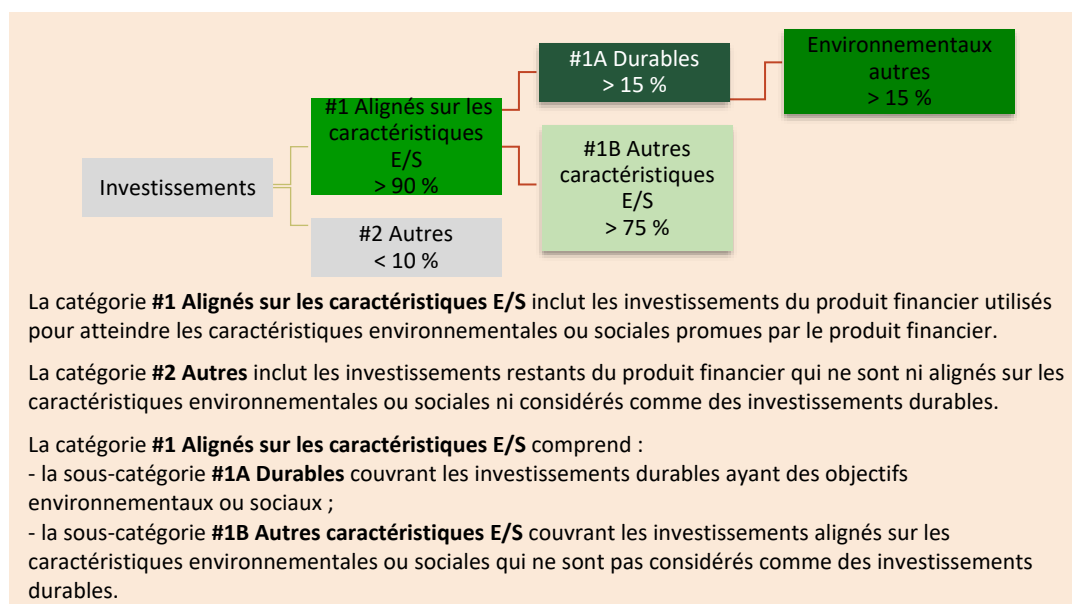 Investissements
#1 Alignés sur les
caractéristiques
E/S
> 90 %
#2 Autres
< 10 %
#1A Durables
> 15 %
#1B Autres
caractéristiques
E/S
> 75 %
Environnementaux
autres
> 15 %
La catégorie #1 Alignés sur les caractéristiques E/S inclut les investissements du produit financier utilisés
pour atteindre les caractéristiques environnementales ou sociales promues par le produit financier.
La catégorie #2 Autres inclut les investissements restants du produit financier qui ne sont ni alignés sur les
caractéristiques environnementales ou sociales ni considérés comme des investissements durables.
La catégorie #1 Alignés sur les caractéristiques E/S comprend :
- la sous-catégorie #1A Durables couvrant les investissements durables ayant des objectifs
environnementaux ou sociaux ;
- la sous-catégorie #1B Autres caractéristiques E/S couvrant les investissements alignés sur les
caractéristiques environnementales ou sociales qui ne sont pas considérés comme des investissements
durables.